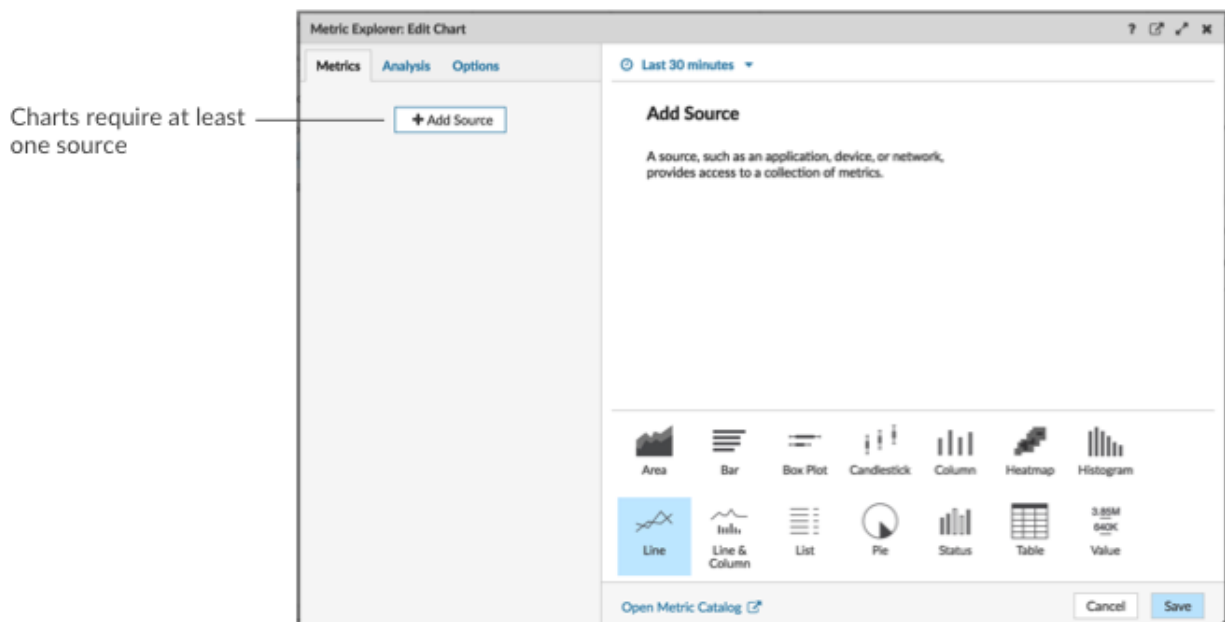 Metric Explorer: Edit Chart ?
Metrics Analysis Options
Last 30 minutes
Charts require at least
one source
+ Add Source
Add Source
A source, such as an application, device, or network,
provides access to a collection of metrics.
Area Bar Box Plot Candlestick Column Heatmap Histogram
3.85M
640K
Line Line &
Column List Pie Status Table Value
Open Metric Catalog
Cancel Save